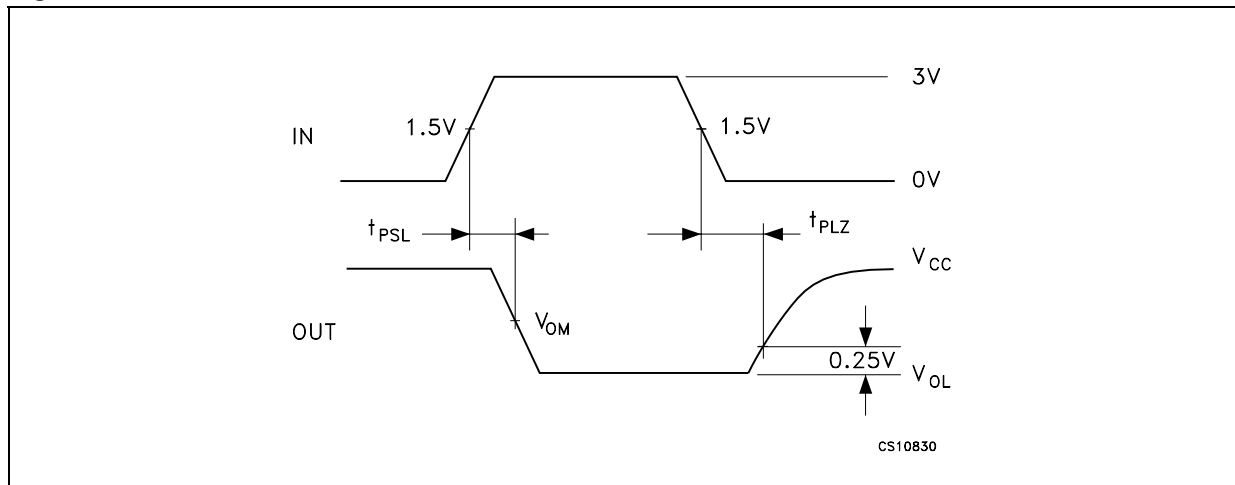 3V
1.5V
1.5V
IN
0V
tPSL
tPLZ
VCC
VOM
OUT
0.25V
VOL
CS10830